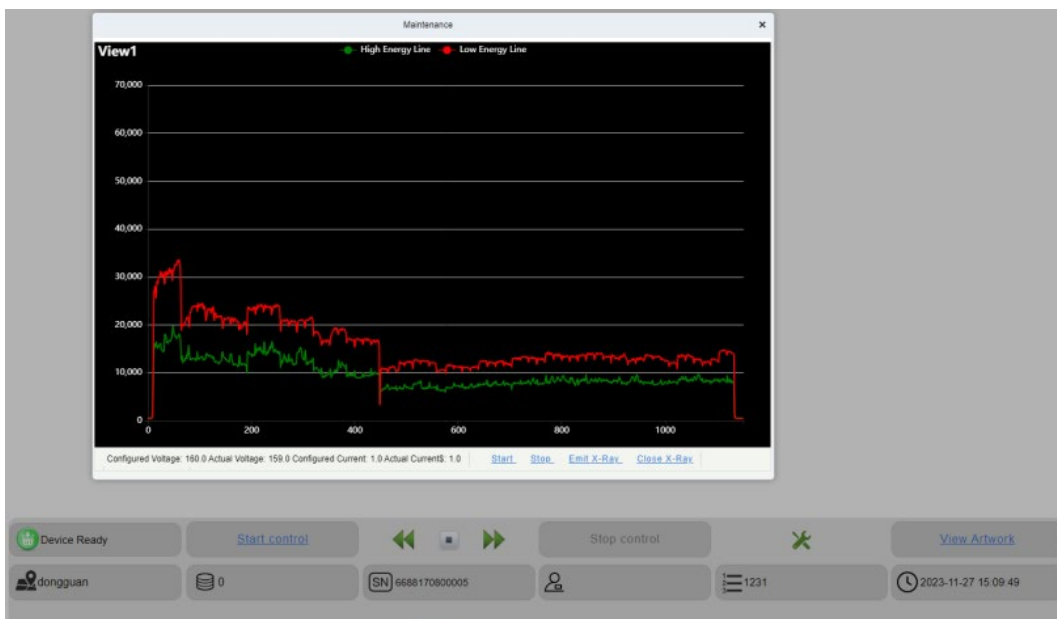 Maintenance
View1
High Energy Line Low Energy Line
70,000
60,000
50,000
40,000
30,000
20,000
10,000
0
0 200 400 600 800 1000
Configured Voltage: 160.0 Actual Voltage: 159.0 Configured Current: 1.0 Actual Current$: 1.0 Start Stop Emit X-Ray Close X-Ray
Device Ready Start control Stop control View Artwork
dongguan 0 SN 6688170800005 1231 2023-11-27 15:09:49